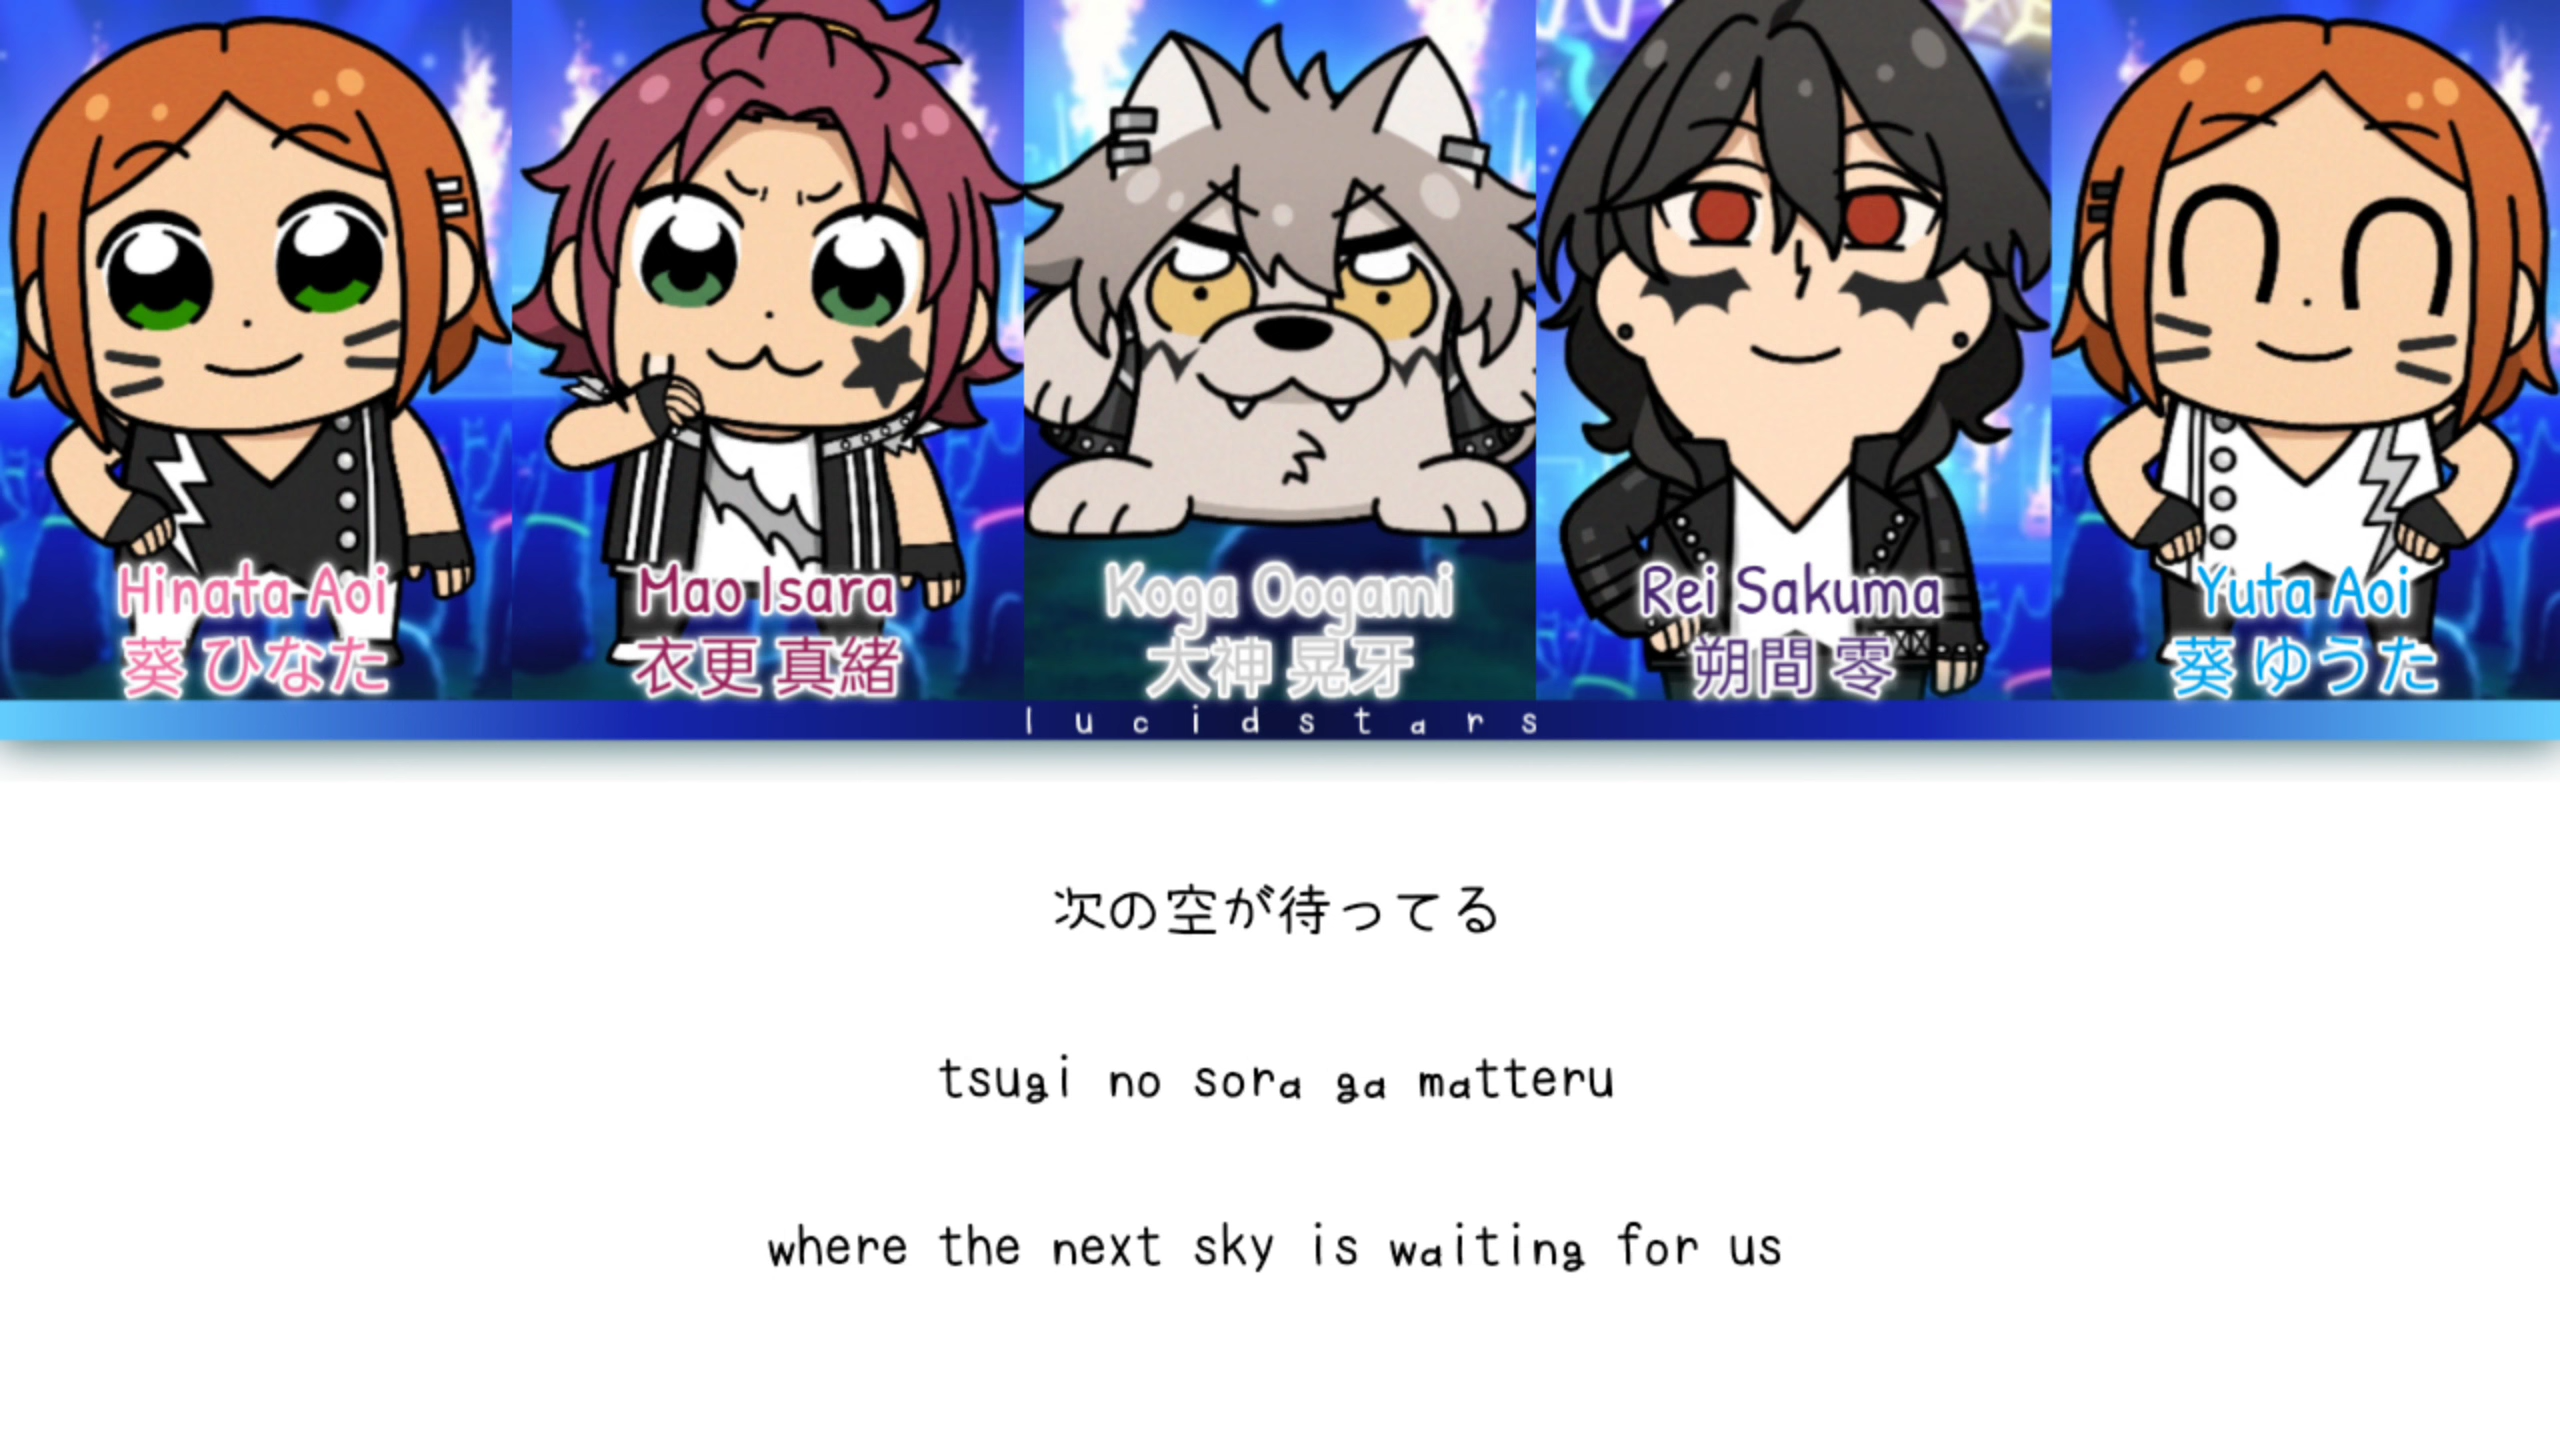 Hinata Aoi
葵 ひなた
Mao Isara
衣更 真緒
Koga Oogami
大神 晃牙
Rei Sakuma
朔間 零
Yuta Aoi
葵 ゆうた
lucidstars
次の空が待ってる
tsugi no sora ga matteru
where the next sky is waiting for us